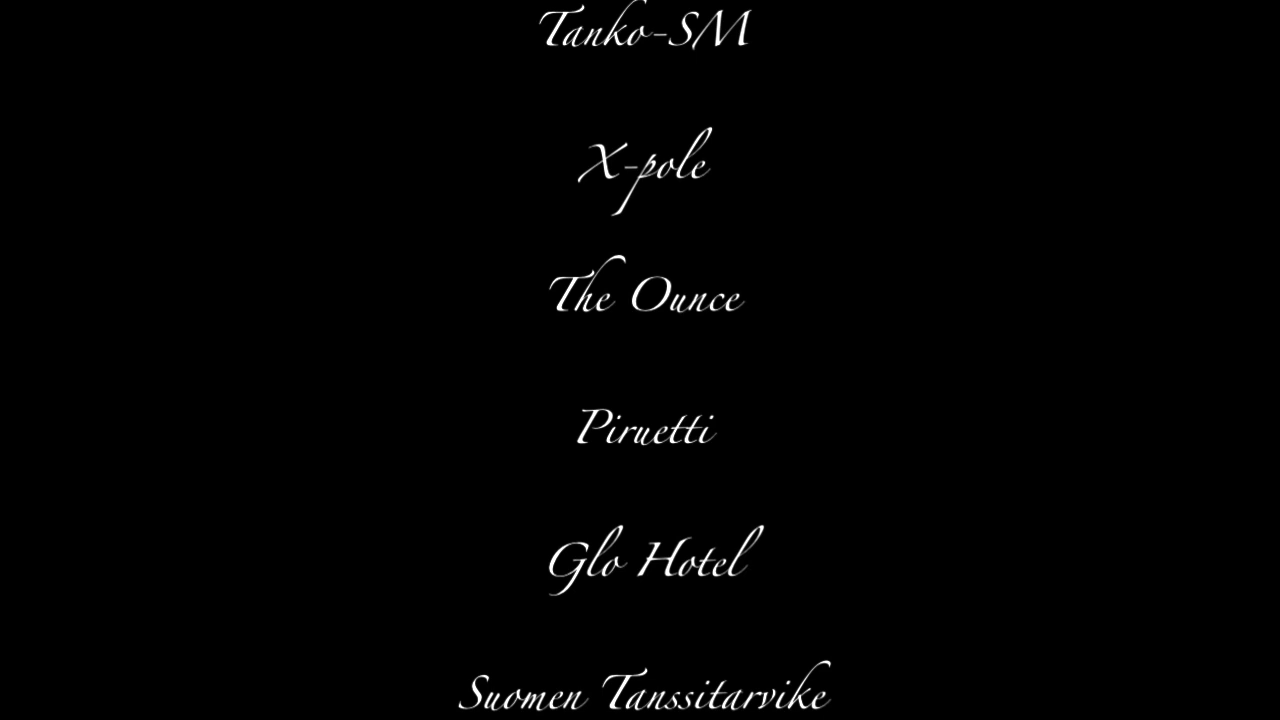 Tanko-SM
X-pole
The Ounce
Piruetti
Glo Hotel
Suomen Tanssitarvike